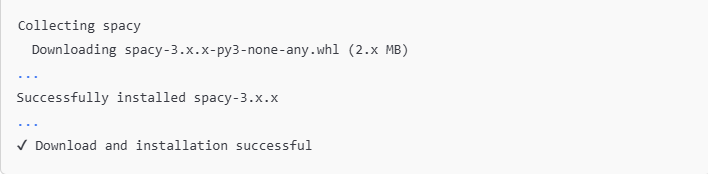 Collecting spacy
Downloading spacy-3.x.x-py3-none-any.whl (2.x MB)
...
Successfully installed spacy-3.x.x
...
✓ Download and installation successful